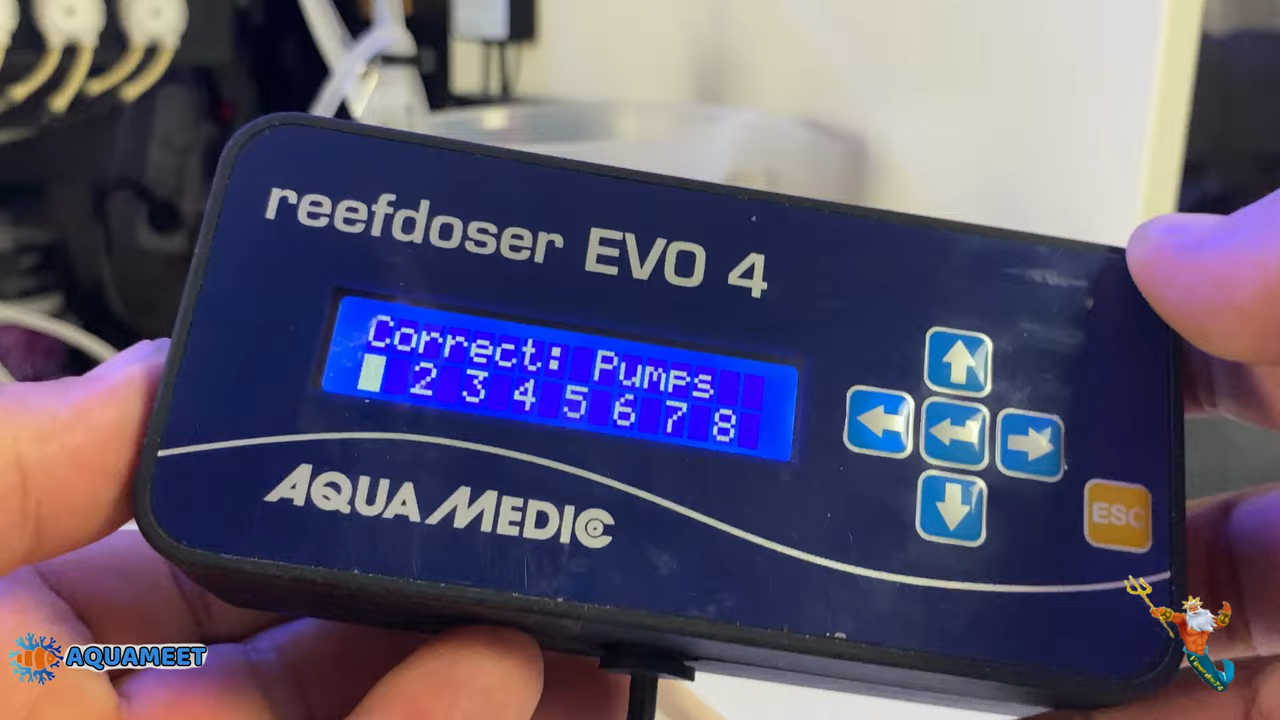 reefdoser EVO 4
Correct: Pumps
2 3 4 5 6 7 8
AQUA MEDIC
ESC
AQUAMEET